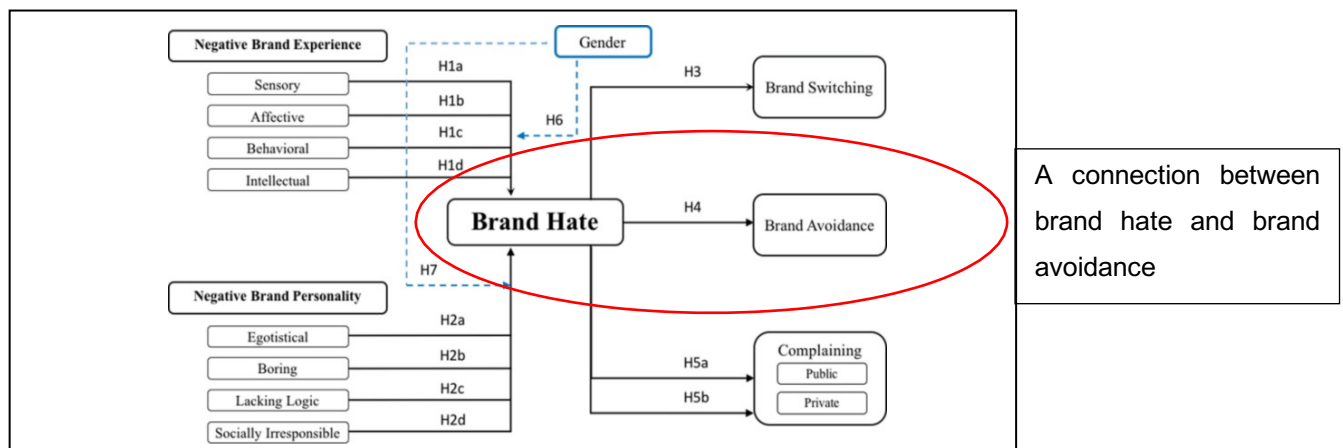 Negative Brand Experience
Sensory
Affective
Behavioral
Intellectual
H1a
H1b
H1c
H1d
Gender
H6
H7
Brand Hate
Negative Brand Personality
Egotistical
Boring
Lacking Logic
Socially Irresponsible
H2a
H2b
H2c
H2d
H3
Brand Switching
H4
Brand Avoidance
H5a
H5b
Complaining
Public
Private
A connection between
brand hate and brand
avoidance